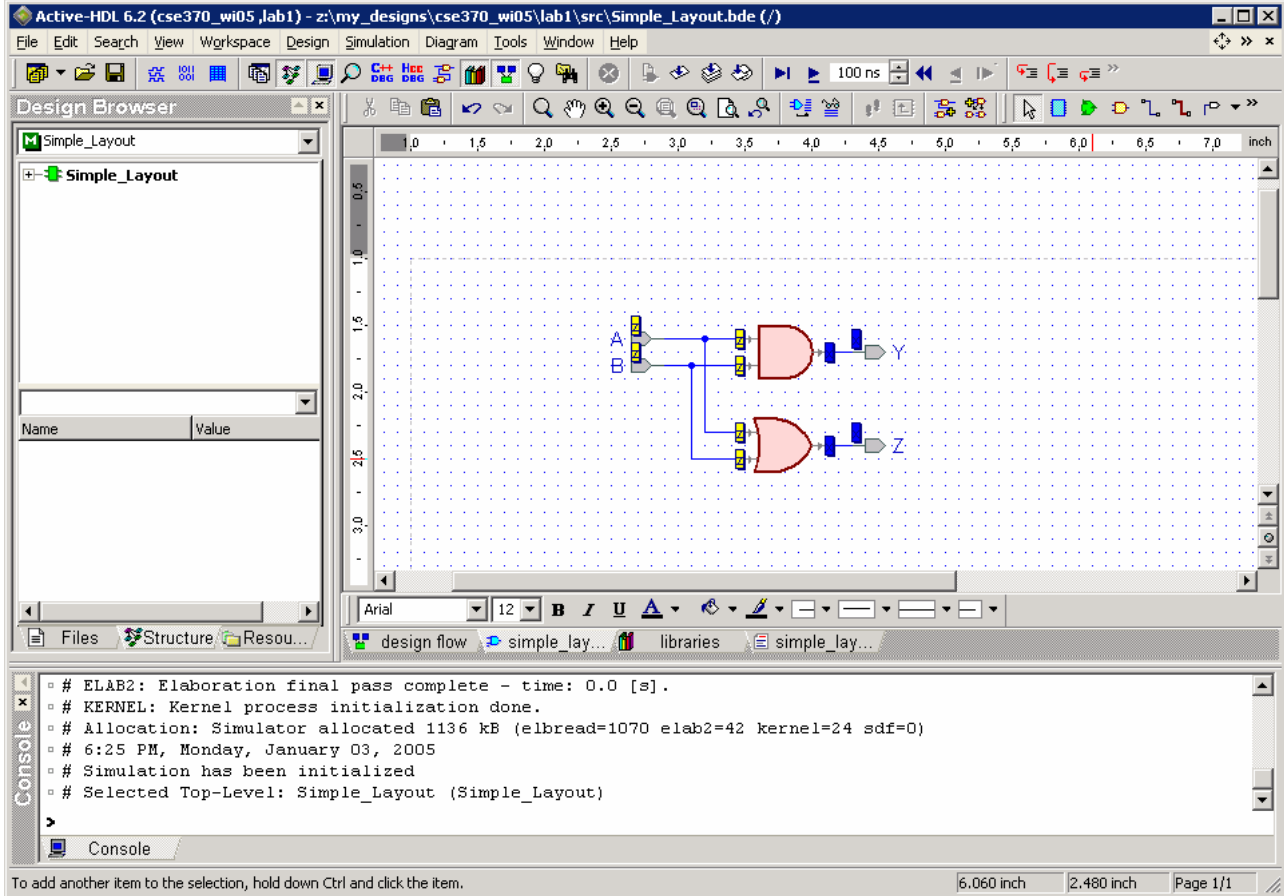 Active-HDL 6.2 (cse370_wi05 ,lab1) - z:\my_designs\cse370_wi05\lab1\src\Simple_Layout.bde (/)
File Edit Search View Workspace Design Simulation Diagram Tools Window Help
C++ DBG HCC DBG 100 ns
Design Browser
Simple_Layout
1,0 1,5 2,0 2,5 3,0 3,5 4,0 4,5 5,0 5,5 6,0 6,5 7,0 inch
Simple_Layout
0,5
1,0
1,5
2,0
2,5
3,0
Z
A Z
Z Y
B Z
Name Value
Z
Z Z
Arial 12 B I U A
Files Structure Resou...
design flow simple_lay... libraries simple_lay...
# ELAB2: Elaboration final pass complete - time: 0.0 [s].
# KERNEL: Kernel process initialization done.
# Allocation: Simulator allocated 1136 kB (elbread=1070 elab2=42 kernel=24 sdf=0)
# 6:25 PM, Monday, January 03, 2005
# Simulation has been initialized
# Selected Top-Level: Simple_Layout (Simple_Layout)
>
Console
Console
To add another item to the selection, hold down Ctrl and click the item. 6.060 inch 2.480 inch Page 1/1